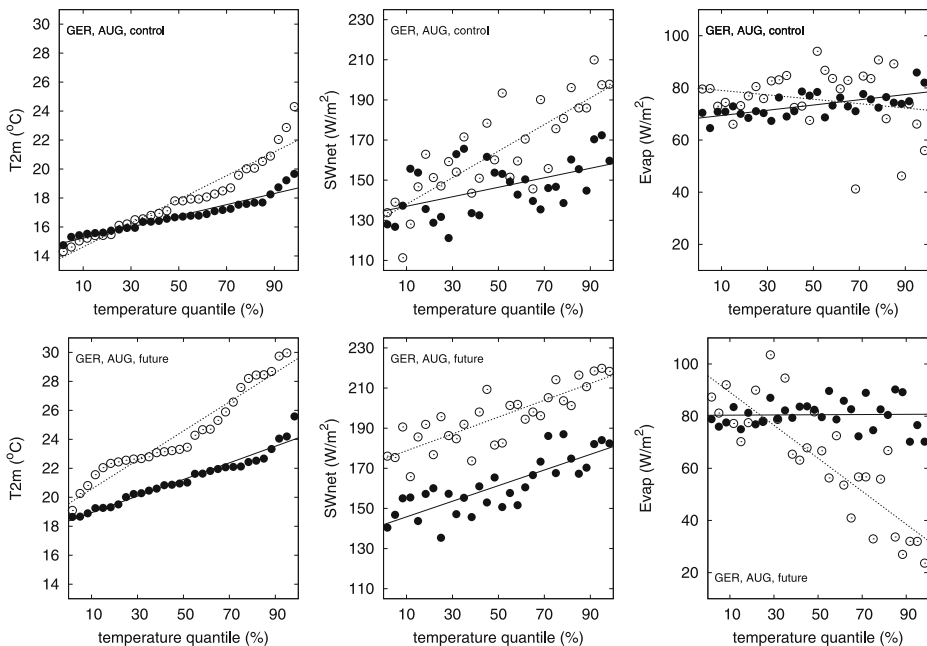 GER, AUG, control
T2m (°C)
30
28
26
24
22
20
18
16
14
10 30 50 70 90
temperature quantile (%)
GER, AUG, control
SWnet (W/m²)
230
210
190
170
150
130
110
10 30 50 70 90
temperature quantile (%)
GER, AUG, control
Evap (W/m²)
100
80
60
40
20
10 30 50 70 90
temperature quantile (%)
GER, AUG, future
T2m (°C)
30
28
26
24
22
20
18
16
14
10 30 50 70 90
temperature quantile (%)
GER, AUG, future
SWnet (W/m²)
230
210
190
170
150
130
110
10 30 50 70 90
temperature quantile (%)
Evap (W/m²)
100
80
60
40
20
GER, AUG, future
10 30 50 70 90
temperature quantile (%)